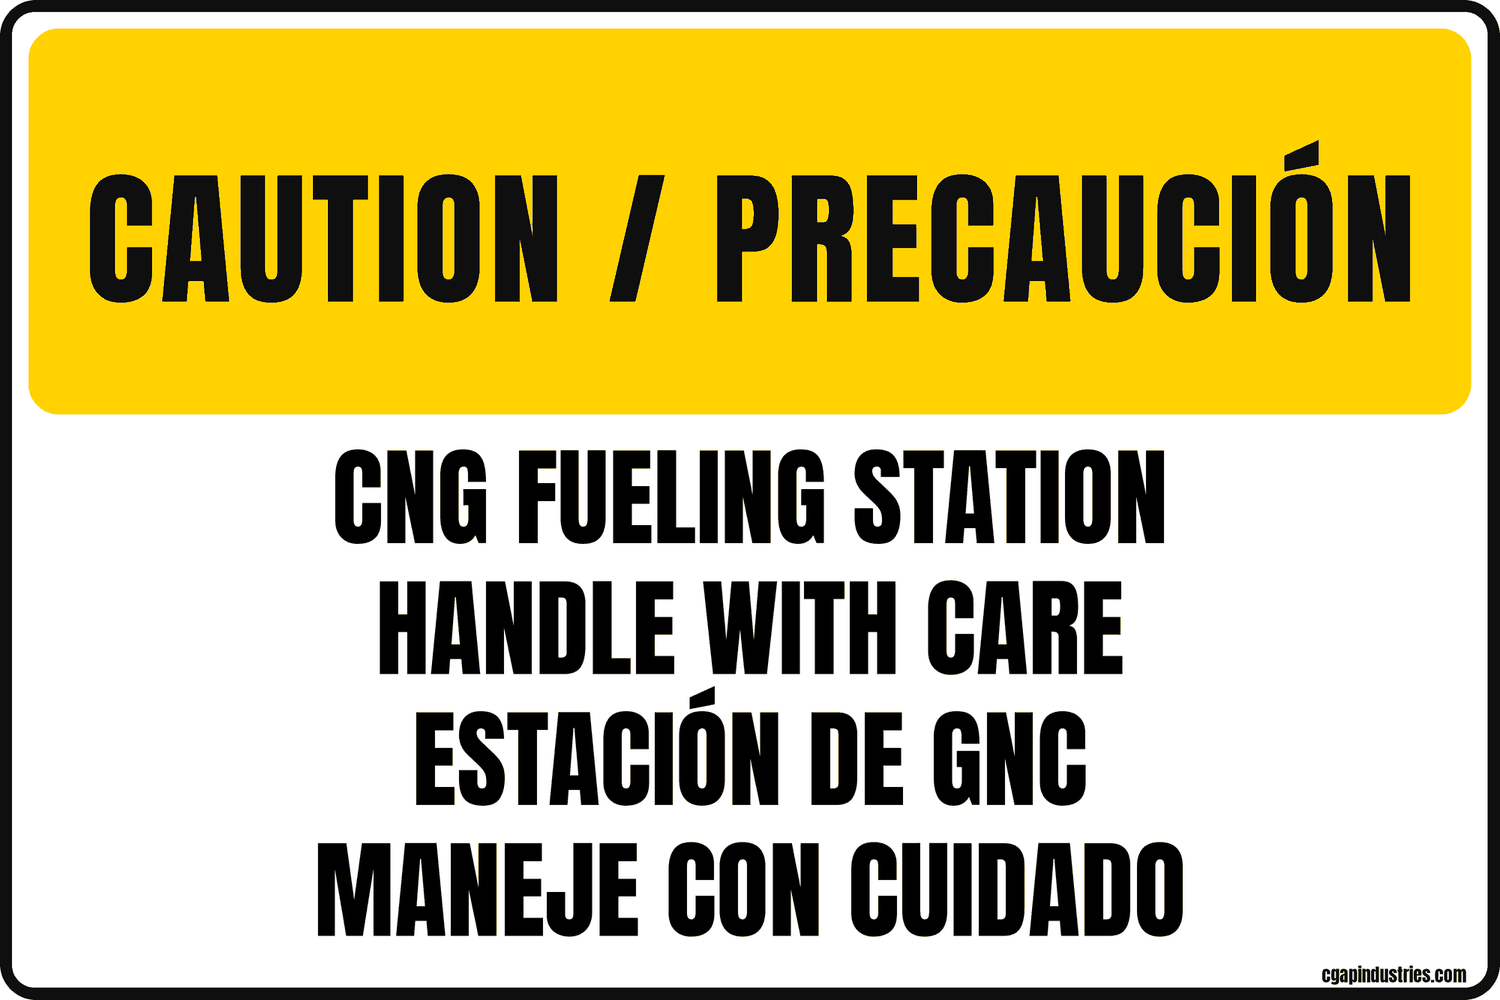 CAUTION / PRECAUCIÓN
CNG FUELING STATION
HANDLE WITH CARE
ESTACIÓN DE GNC
MANEJE CON CUIDADO
cgapindustries.com